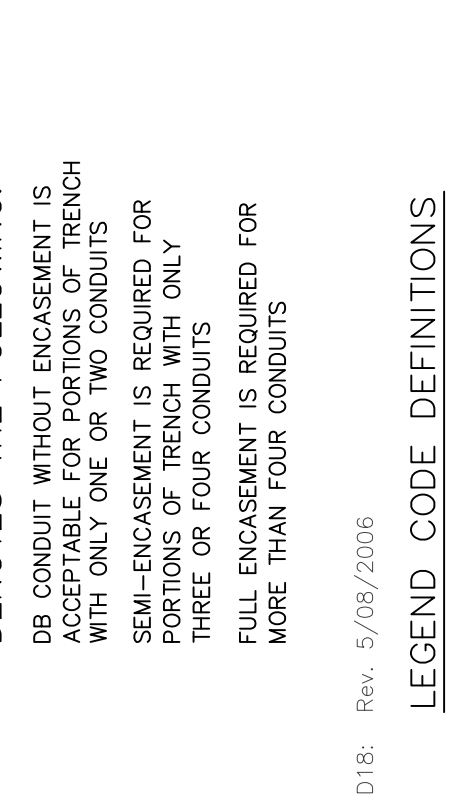 DB CONDUIT WITHOUT ENCASEMENT IS
ACCEPTABLE FOR PORTIONS OF TRENCH
WITH ONLY ONE OR TWO CONDUITS
SEMI-ENCASEMENT IS REQUIRED FOR
PORTIONS OF TRENCH WITH ONLY
THREE OR FOUR CONDUITS
FULL ENCASEMENT IS REQUIRED FOR
MORE THAN FOUR CONDUITS
D18: Rev. 5/08/2006
LEGEND CODE DEFINITIONS